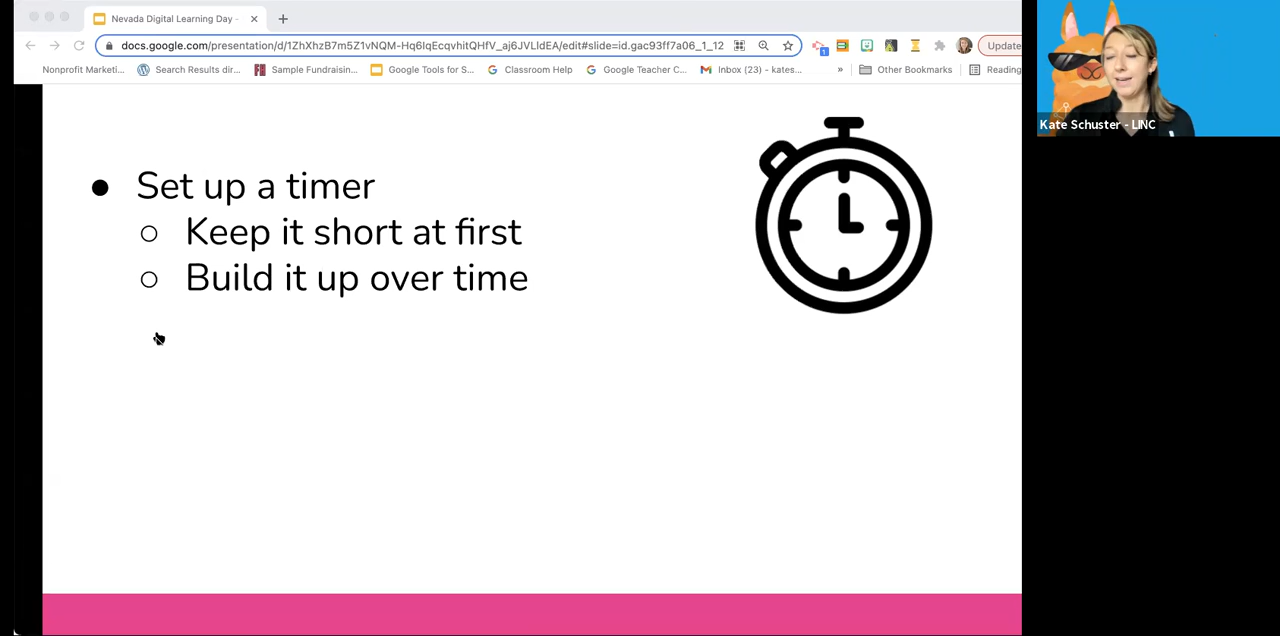 Nevada Digital Learning Day -
docs.google.com/presentation/d/1ZhXhzB7m5Z1vNQM-Hq6IqEcqvhitQHfV_aj6JVLIdEA/edit#slide=id.gac93ff7a06_1_12
Update
Nonprofit Marketi... Search Results dir... Sample Fundraisin... Google Tools for S... Classroom Help Google Teacher C... Inbox (23) - kates... » Other Bookmarks Reading
Set up a timer
Keep it short at first
Build it up over time
Kate Schuster - LINC